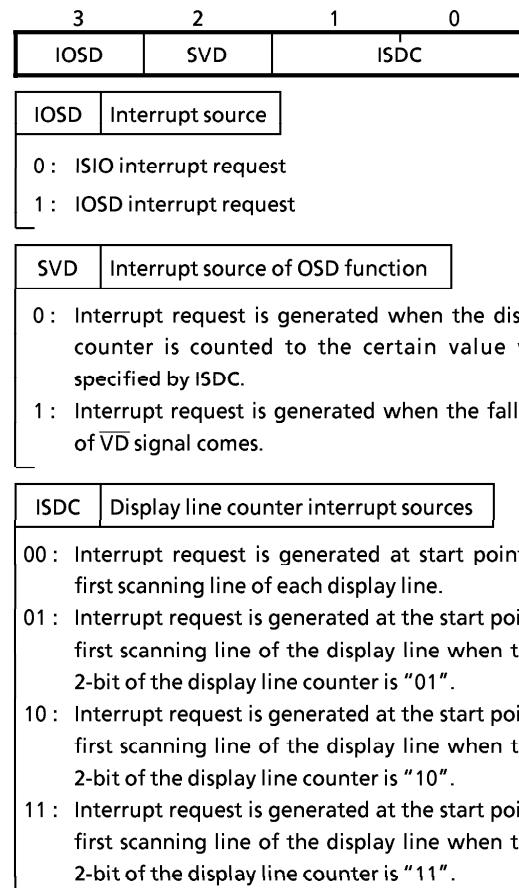 3 2 1 0
IOSD SVD ISDC
IOSD Interrupt source
0 : ISIO interrupt request
1 : IOSD interrupt request
SVD Interrupt source of OSD function
0 : Interrupt request is generated when the
counter is counted to the certain value
specified by ISDC.
1 : Interrupt request is generated when the
of VD signal comes.
ISDC Display line counter interrupt sources
00 : Interrupt request is generated at start
first scanning line of each display line.
01 : Interrupt request is generated at the start
first scanning line of the display line when
2-bit of the display line counter is "01".
10 : Interrupt request is generated at the start
first scanning line of the display line when
2-bit of the display line counter is "10".
11 : Interrupt request is generated at the start
first scanning line of the display line when
2-bit of the display line counter is "11".